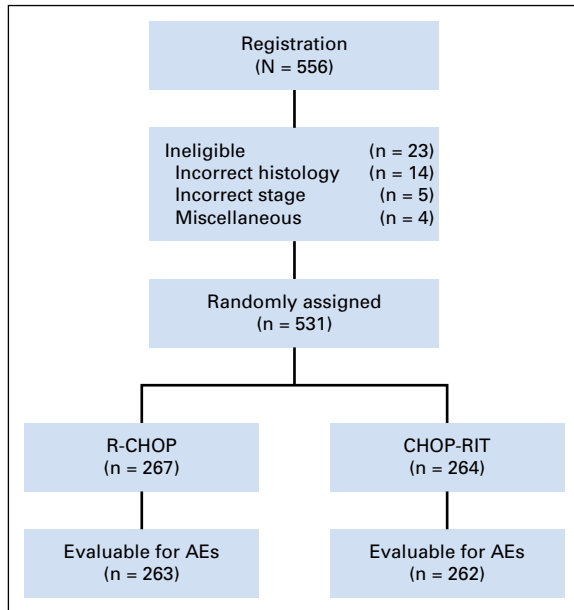 Registration
(N = 556)
Ineligible (n = 23)
Incorrect histology (n = 14)
Incorrect stage (n = 5)
Miscellaneous (n = 4)
Randomly assigned
(n = 531)
R-CHOP
(n = 267)
CHOP-RIT
(n = 264)
Evaluable for AEs
(n = 263)
Evaluable for AEs
(n = 262)